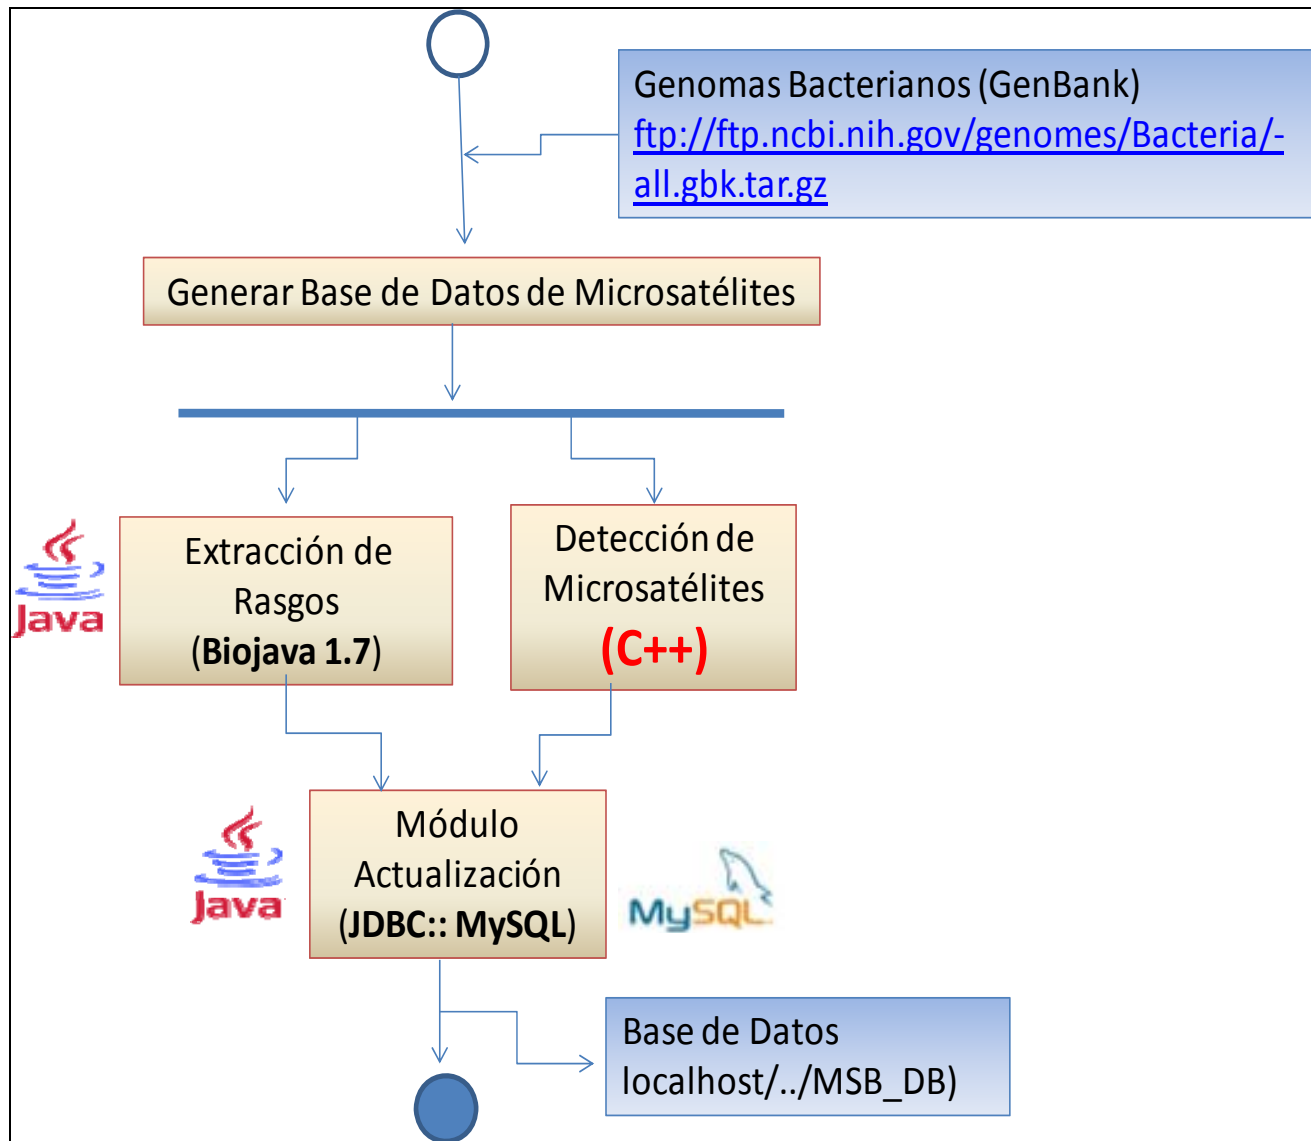 Genomas Bacterianos (GenBank)
ftp://ftp.ncbi.nih.gov/genomes/Bacteria/-
all.gbk.tar.gz
Generar Base de Datos de Microsatélites
Java
Extracción de
Rasgos
(Biojava 1.7)
Detección de
Microsatélites
(C++)
Java
Módulo
Actualización
(JDBC:: MySQL)
MySQL
Base de Datos
localhost/../MSB_DB)